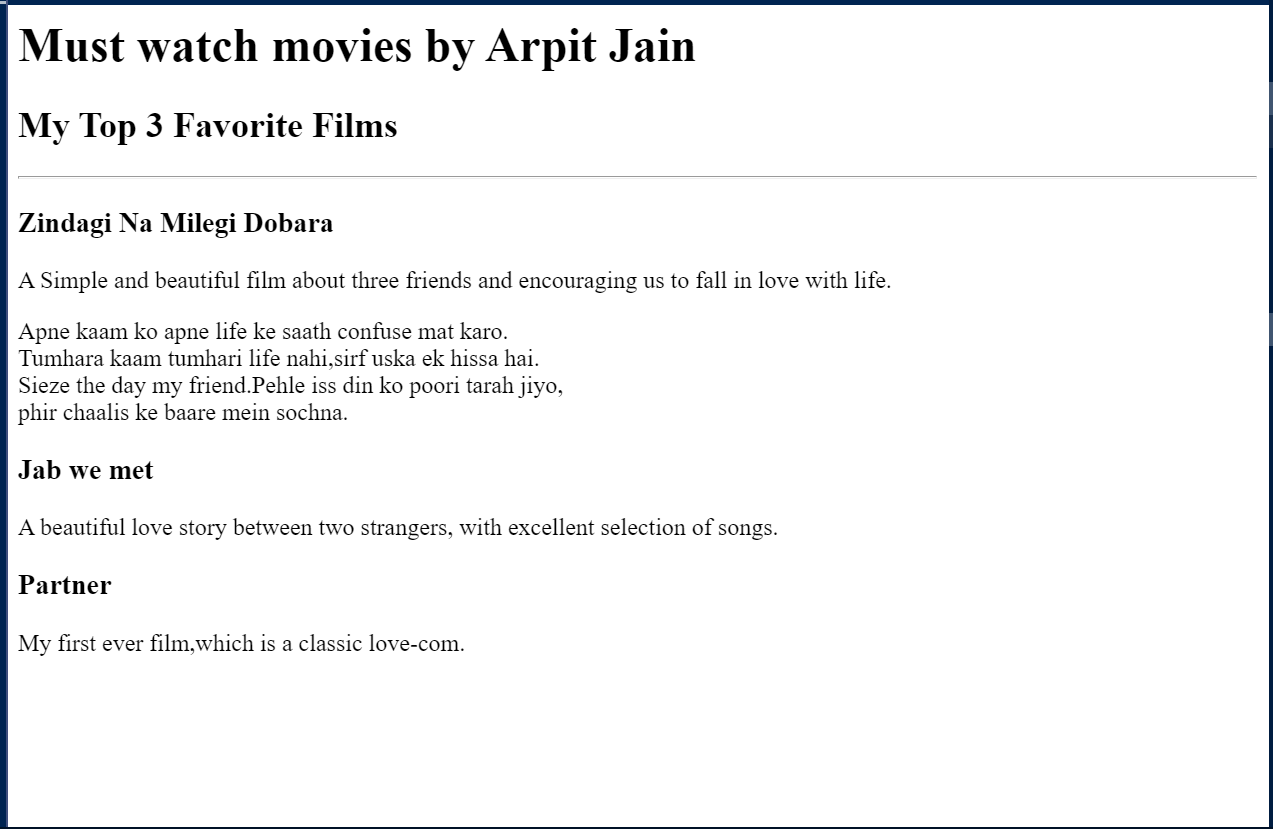 Must watch movies by Arpit Jain
My Top 3 Favorite Films
Zindagi Na Milegi Dobara
A Simple and beautiful film about three friends and encouraging us to fall in love with life.
Apne kaam ko apne life ke saath confuse mat karo.
Tumhara kaam tumhari life nahi,sirf uska ek hissa hai.
Sieze the day my friend.Pehle iss din ko poori tarah jiyo,
phir chaalis ke baare mein sochna.
Jab we met
A beautiful love story between two strangers, with excellent selection of songs.
Partner
My first ever film,which is a classic love-com.